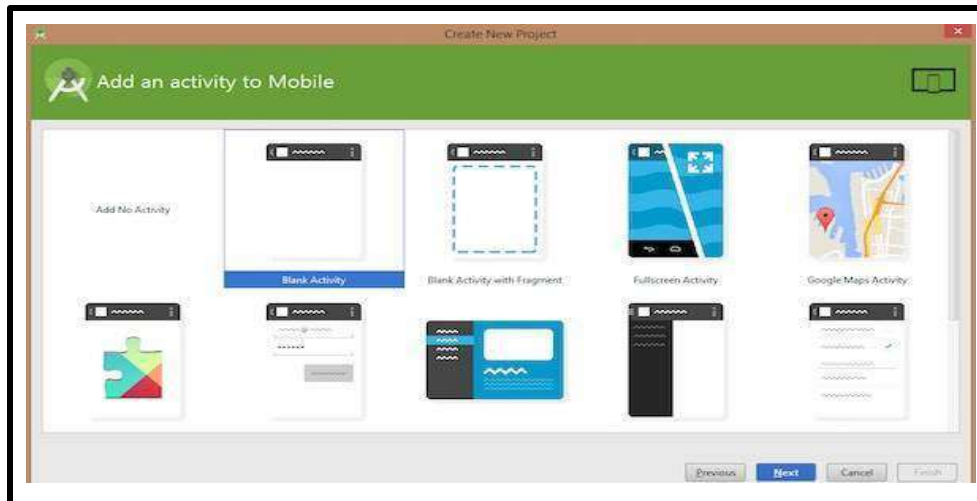 Create New Project
Add an activity to Mobile
Add No Activity
Blank Activity
Blank Activity with Fragment
Fullscreen Activity
Google Maps Activity
Previous
Next
Cancel
Finish